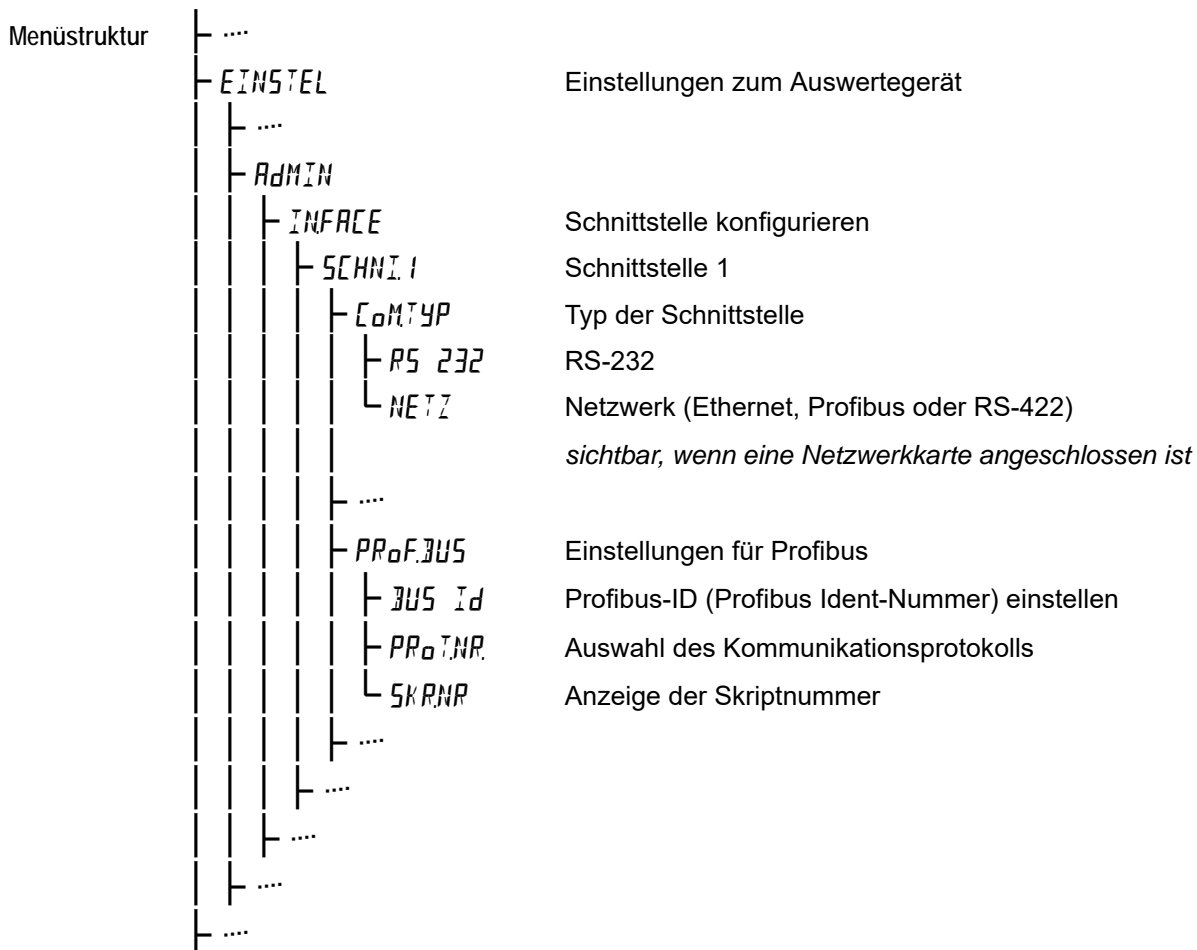 Menüstruktur ....
EINSTEL Einstellungen zum Auswertegerät
....
AdMIN
IN.FACE Schnittstelle konfigurieren
SCHNI.1 Schnittstelle 1
CoM.TYP Typ der Schnittstelle
RS 232 RS-232
NETZ Netzwerk (Ethernet, Profibus oder RS-422)
sichtbar, wenn eine Netzwerkkarte angeschlossen ist
....
PRoF.BUS Einstellungen für Profibus
BUS Id Profibus-ID (Profibus Ident-Nummer) einstellen
PRoT.NR. Auswahl des Kommunikationsprotokolls
SKR.NR Anzeige der Skriptnummer
....
....
....
....
....